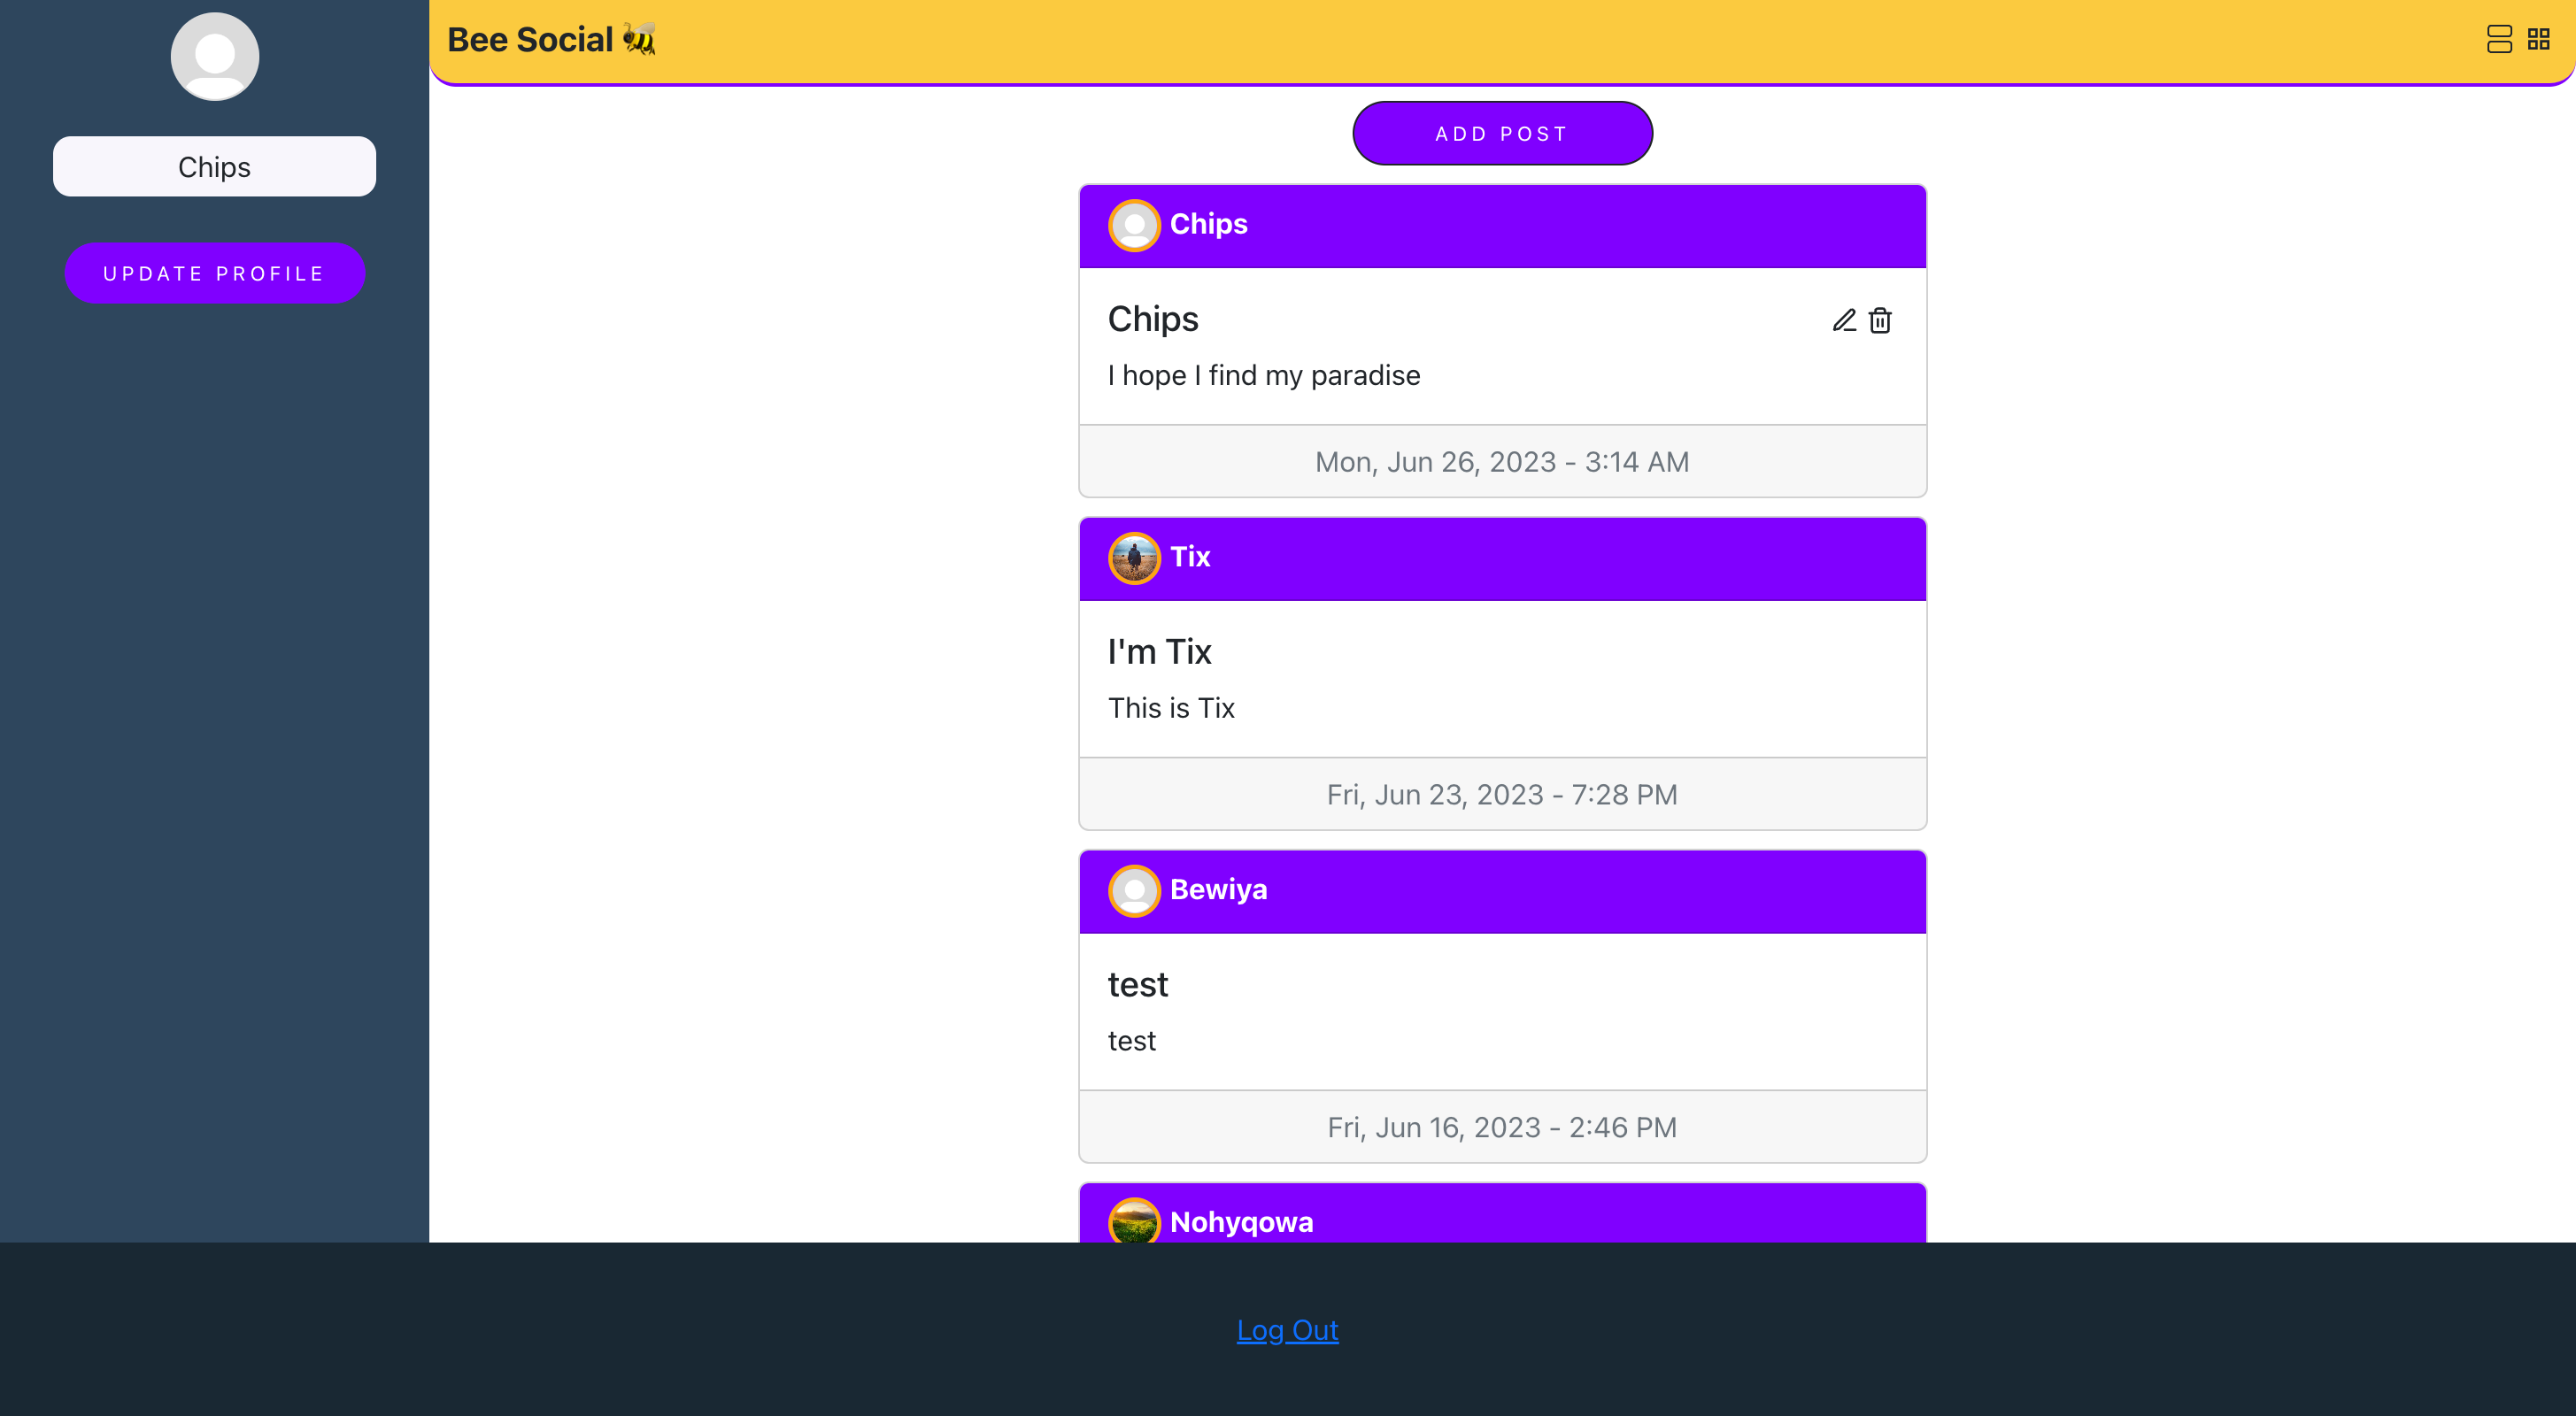 Chips
UPDATE PROFILE
Bee Social 🐝
ADD POST
Chips
Chips
I hope I find my paradise
Mon, Jun 26, 2023 - 3:14 AM
Tix
I'm Tix
This is Tix
Fri, Jun 23, 2023 - 7:28 PM
Bewiya
test
test
Fri, Jun 16, 2023 - 2:46 PM
Nohyqowa
Log Out